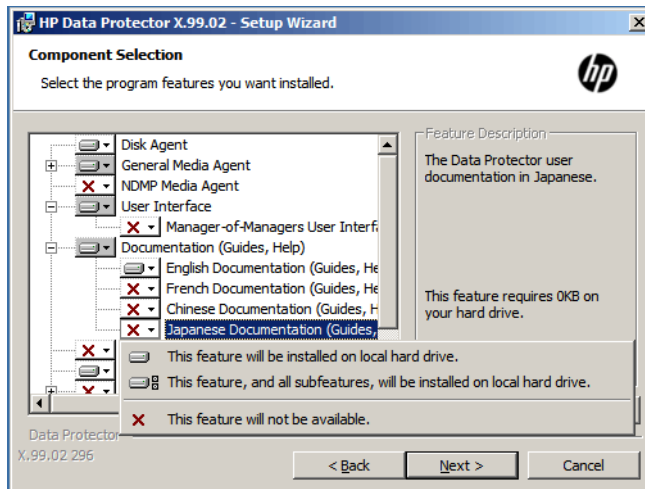 HP Data Protector X.99.02 - Setup Wizard
Component Selection
Select the program features you want installed.
hp
Disk Agent
General Media Agent
NDMP Media Agent
User Interface
Manager-of-Managers User Interf
Documentation (Guides, Help)
English Documentation (Guides, He
French Documentation (Guides, He
Chinese Documentation (Guides, H
Japanese Documentation (Guides,
Feature Description
The Data Protector user
documentation in Japanese.
This feature requires 0KB on
your hard drive.
This feature will be installed on local hard drive.
This feature, and all subfeatures, will be installed on local hard drive.
This feature will not be available.
Data Protector
X.99.02 296
< Back
Next >
Cancel